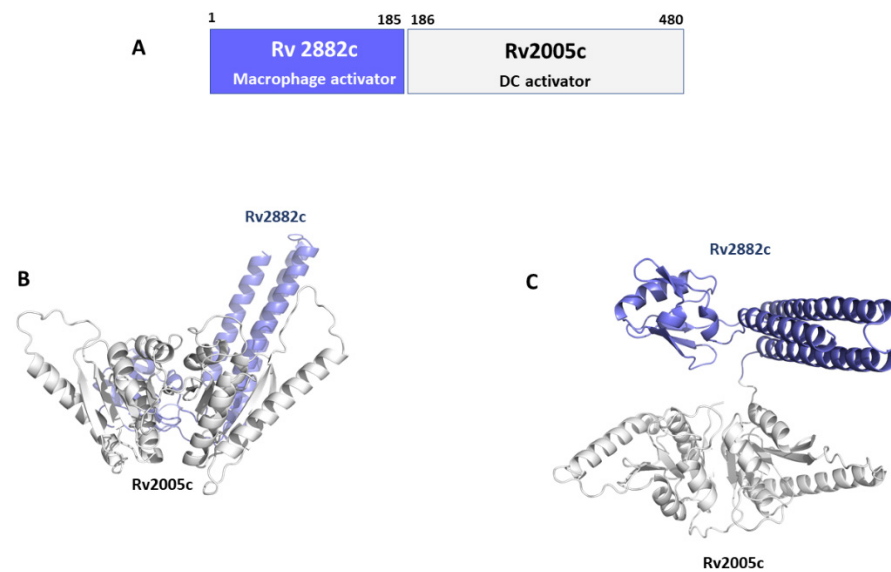 1 185 186 480
A Rv 2882c Rv2005c
Macrophage activator DC activator
Rv2882c
B
Rv2005c
Rv2882c
C
Rv2005c